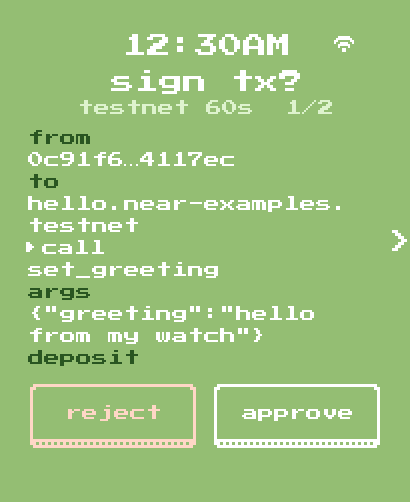 12:30AM
sign tx?
testnet 60s 1/2
from
0c91f6…4117ec
to
hello.near-examples.
testnet
call
set_greeting
args
{"greeting":"hello
from my watch"}
deposit
reject approve